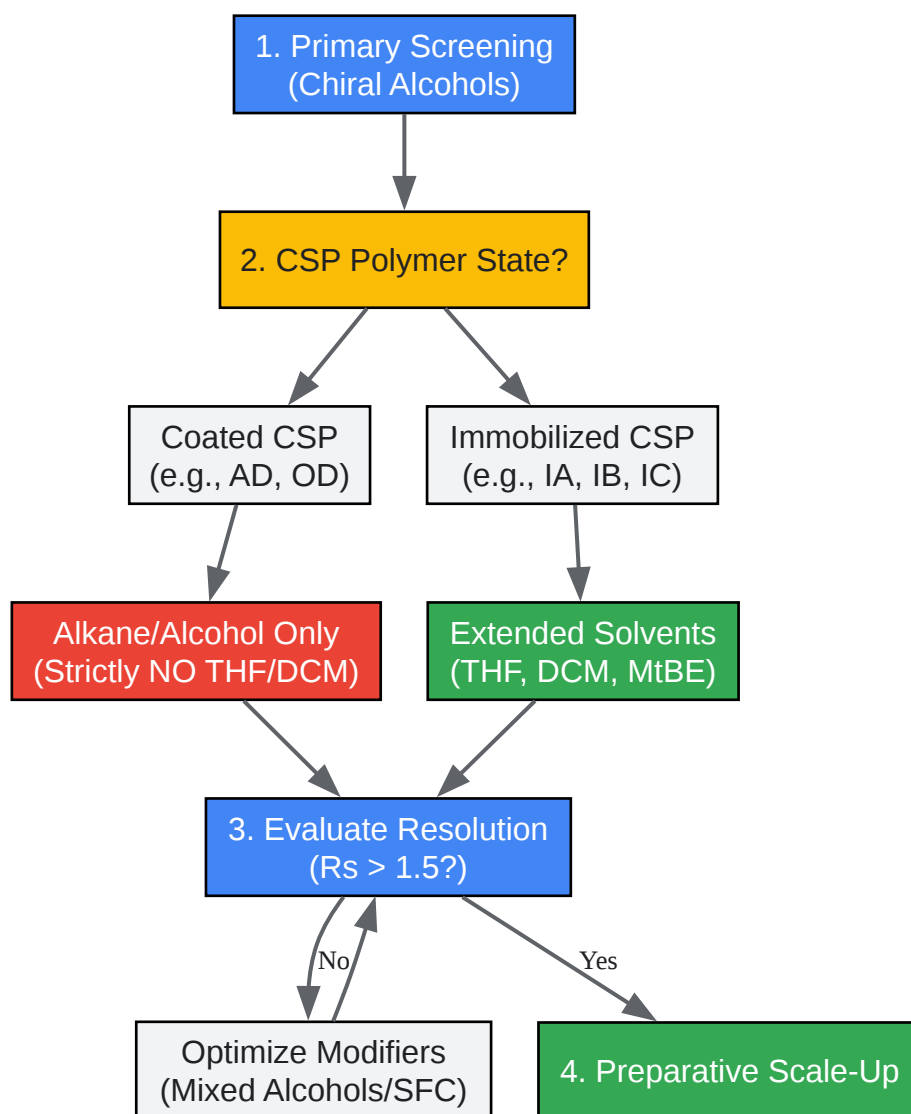 1. Primary Screening
(Chiral Alcohols)
2. CSP Polymer State?
Coated CSP
(e.g., AD, OD)
Immobilized CSP
(e.g., IA, IB, IC)
Alkane/Alcohol Only
(Strictly NO THF/DCM)
Extended Solvents
(THF, DCM, MtBE)
3. Evaluate Resolution
(Rs > 1.5?)
No
Yes
Optimize Modifiers
(Mixed Alcohols/SFC)
4. Preparative Scale-Up